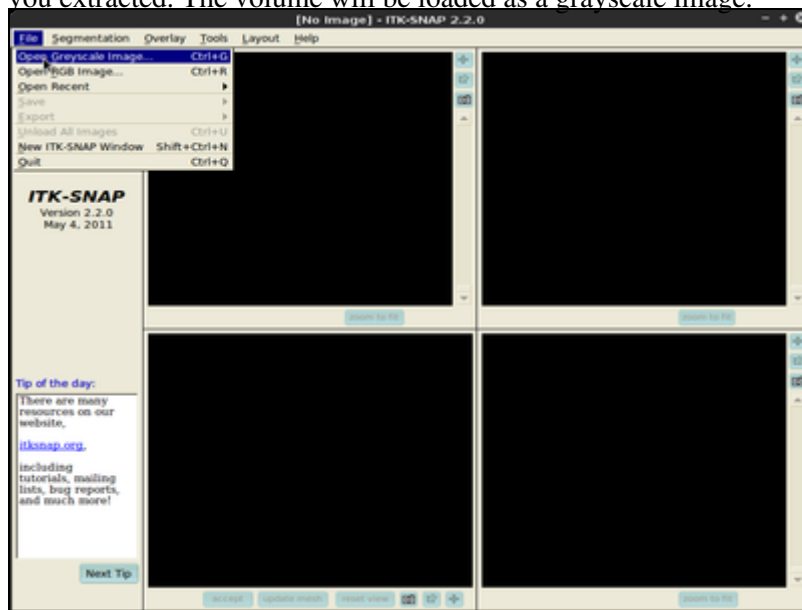 you extracted. The volume will be loaded as a grayscale image.
[No Image] - ITK-SNAP 2.2.0
File Segmentation Overlay Tools Layout Help
Open Greyscale Image... Ctrl+G
Open RGB Image... Ctrl+R
Open Recent
Save
Export
Unload All Images Ctrl+U
New ITK-SNAP Window Shift+Ctrl+N
Quit Ctrl+Q
ITK-SNAP
Version 2.2.0
May 4, 2011
zoom to fit
zoom to fit
Tip of the day:
There are many
resources on our
website,
itksnap.org,
including
tutorials, mailing
lists, bug reports,
and much more!
Next Tip
accept update mesh reset view
zoom to fit